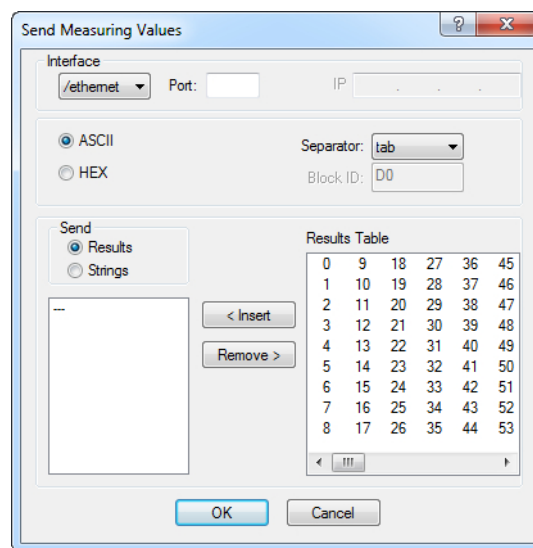 Send Measuring Values
Interface
/ethernet Port: IP . . .
ASCII
HEX
Separator: tab
Block ID: D0
Send
Results
Strings
---
< Insert
Remove >
Results Table
0 9 18 27 36 45
1 10 19 28 37 46
2 11 20 29 38 47
3 12 21 30 39 48
4 13 22 31 40 49
5 14 23 32 41 50
6 15 24 33 42 51
7 16 25 34 43 52
8 17 26 35 44 53
OK Cancel